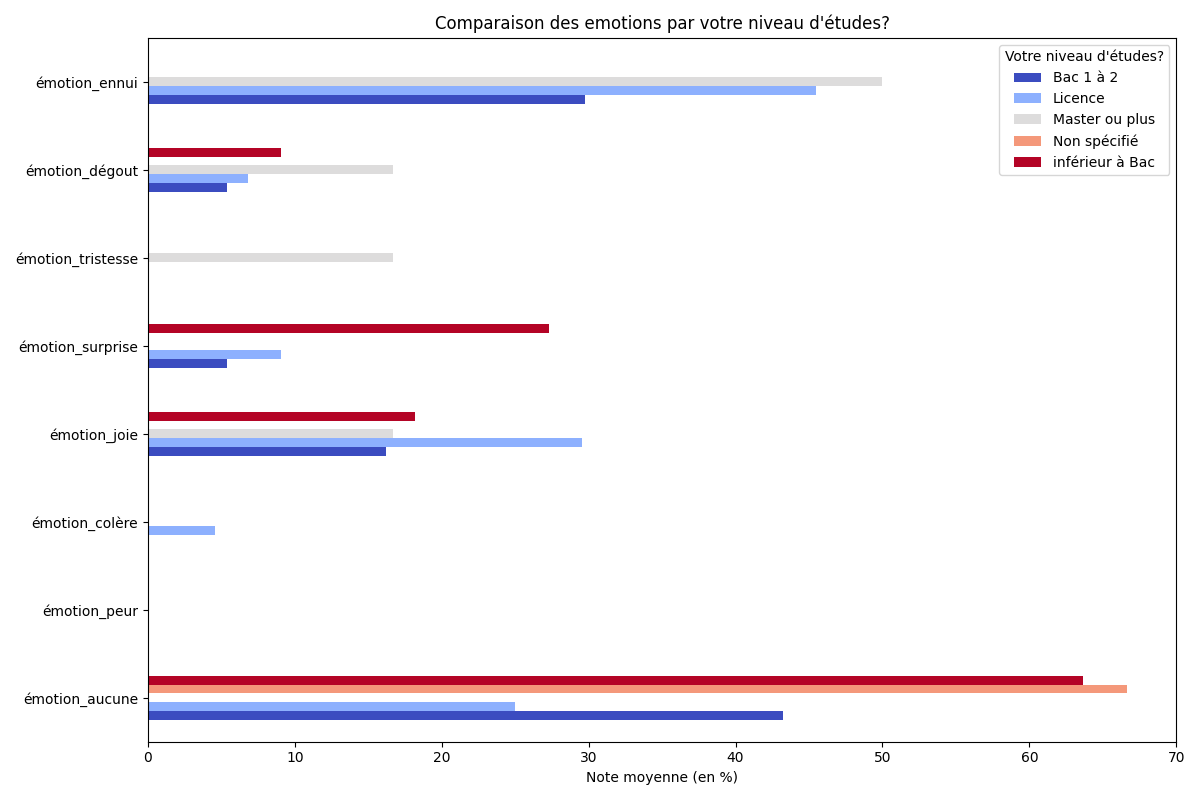 Comparaison des emotions par votre niveau d'études?
Votre niveau d'études?
Bac 1 à 2
Licence
Master ou plus
Non spécifié
inférieur à Bac
émotion_ennui
émotion_dégout
émotion_tristesse
émotion_surprise
émotion_joie
émotion_colère
émotion_peur
émotion_aucune
0 10 20 30 40 50 60 70
Note moyenne (en %)